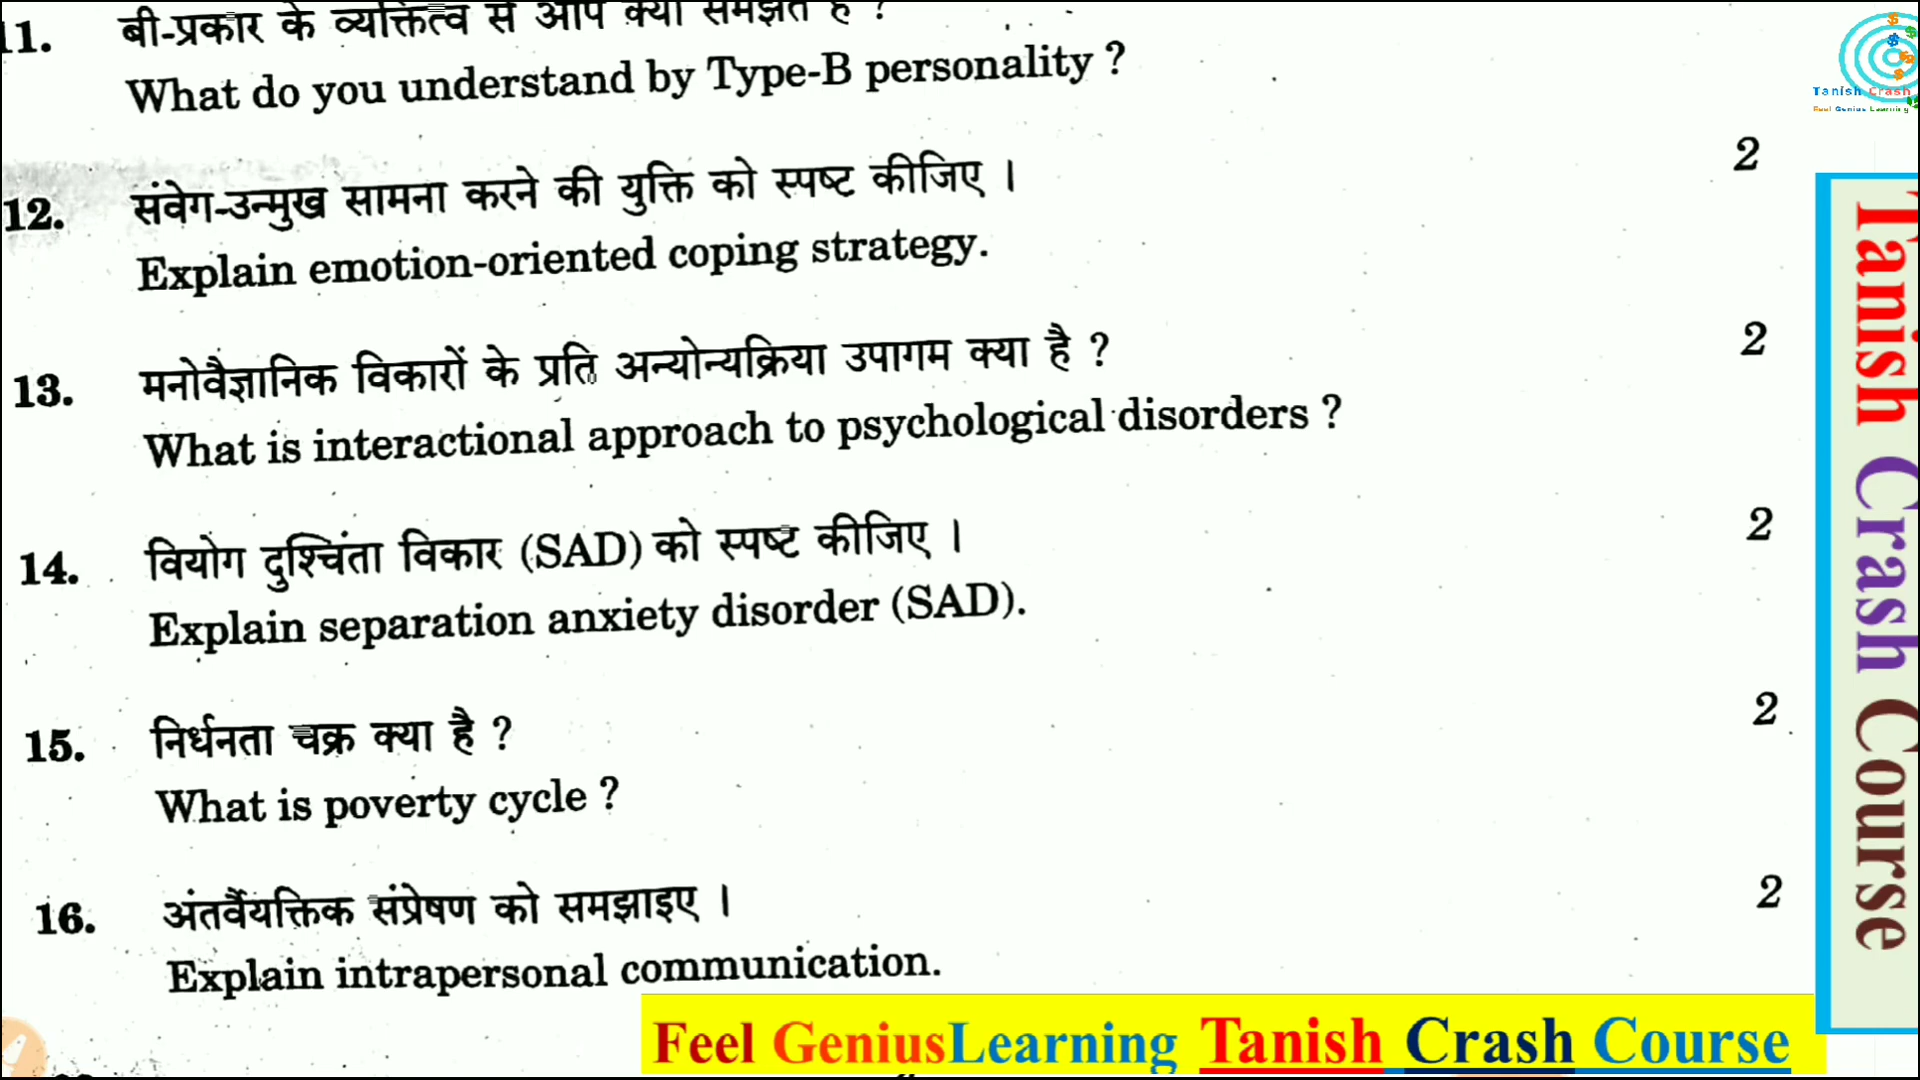 11. बी-प्रकार के व्यक्तित्व से आप क्या समझते हैं ?
What do you understand by Type-B personality ?
2
12. संवेग-उन्मुख सामना करने की युक्ति को स्पष्ट कीजिए ।
Explain emotion-oriented coping strategy.
2
13. मनोवैज्ञानिक विकारों के प्रति अन्योन्यक्रिया उपागम क्या है ?
What is interactional approach to psychological disorders ?
2
14. वियोग दुश्चिंता विकार (SAD) को स्पष्ट कीजिए ।
Explain separation anxiety disorder (SAD).
2
15. निर्धनता चक्र क्या है ?
What is poverty cycle ?
2
16. अंतर्वैयक्तिक संप्रेषण को समझाइए ।
Explain intrapersonal communication.
Feel GeniusLearning Tanish Crash Course
Tanish Crash Course
Tanish Crash
Feel Genius Learning